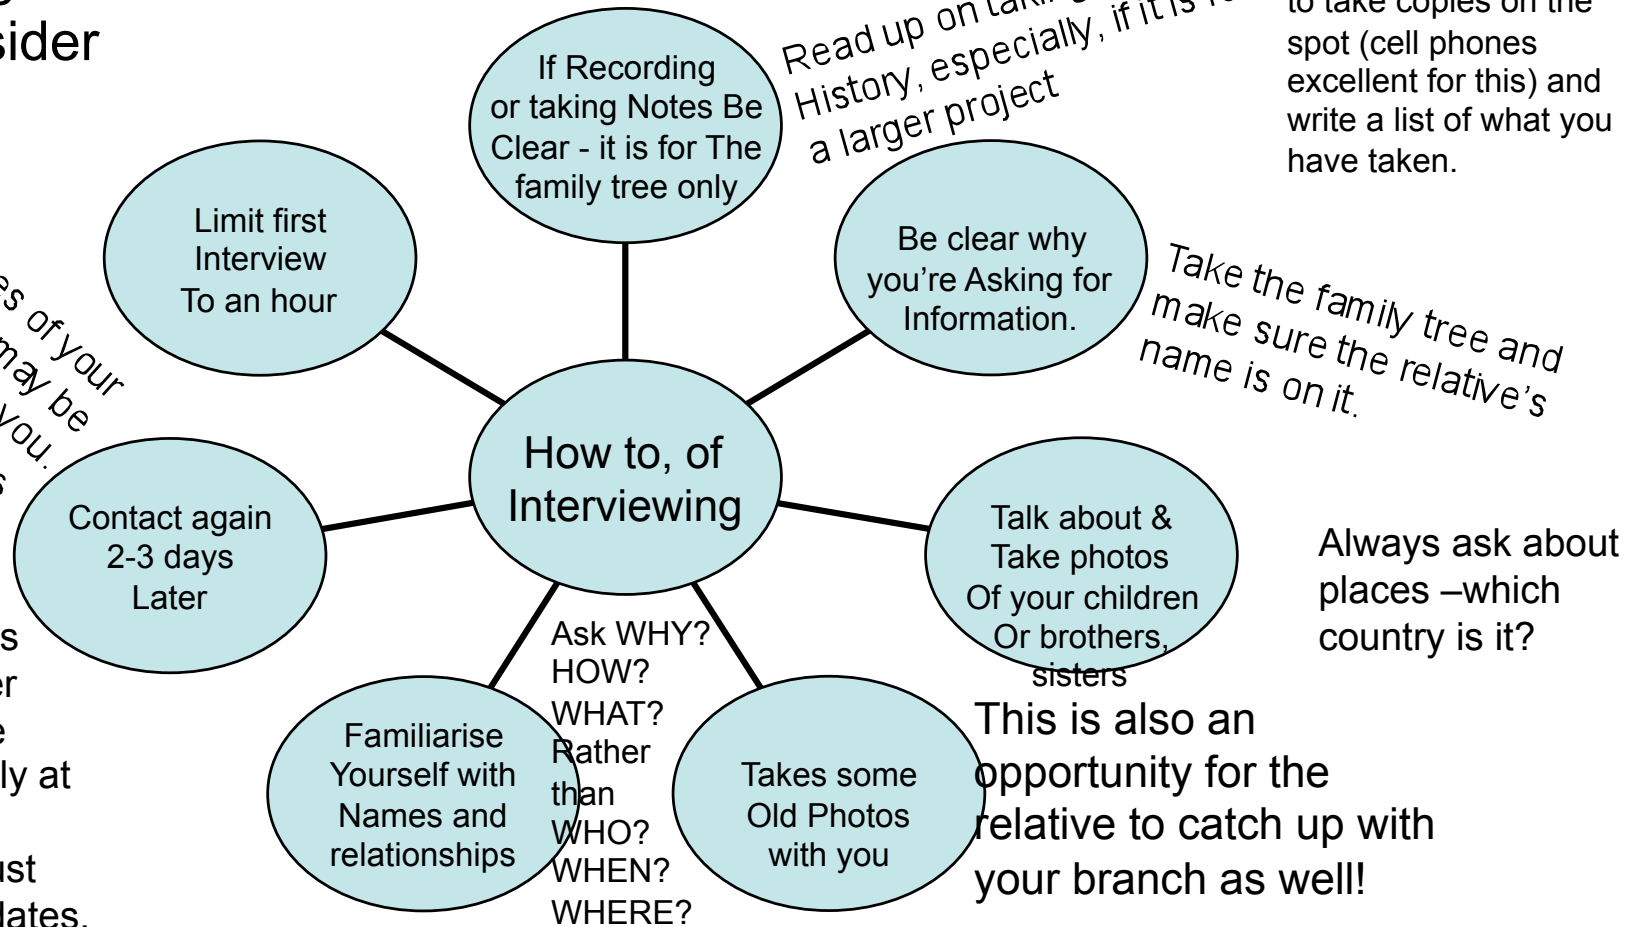 sider
If Recording
or taking Notes Be
Clear - it is for The
family tree only
Read up on
History, especially, if it is
a larger project
to take copies on the
spot (cell phones
excellent for this) and
write a list of what you
have taken.
Limit first
Interview
To an hour
Be clear why
you’re Asking for
Information.
Take the family tree and
make sure the relative’s
name is on it.
of your
may be
you.
How to, of
Interviewing
Contact again
2-3 days
Later
Talk about &
Take photos
Of your children
Or brothers,
sisters
Always ask about
places –which
country is it?
ly at
dates.
Familiarise
Yourself with
Names and
relationships
Ask WHY?
HOW?
WHAT?
Rather
than
WHO?
WHEN?
WHERE?
Takes some
Old Photos
with you
This is also an
opportunity for the
relative to catch up with
your branch as well!